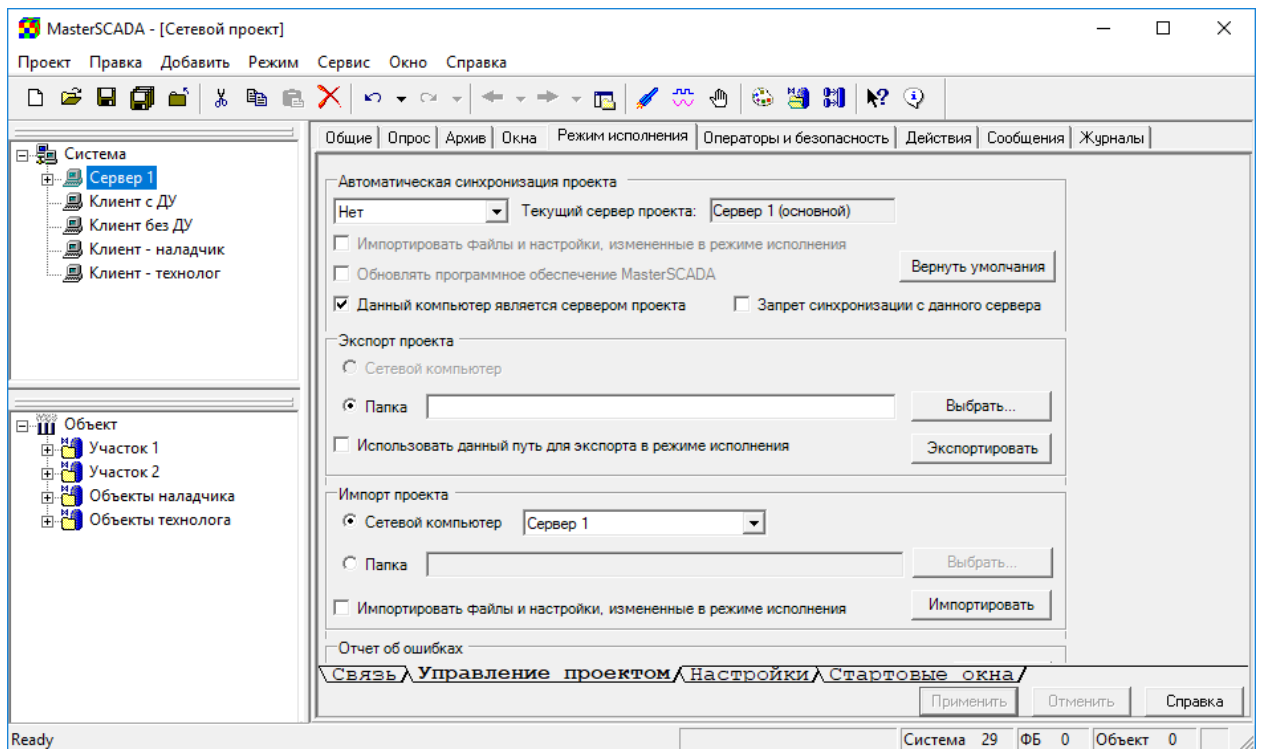 MasterSCADA - [Сетевой проект]
Проект Правка Добавить Режим Сервис Окно Справка
Система
Сервер 1
Клиент с ДУ
Клиент без ДУ
Клиент - наладчик
Клиент - технолог
Объект
Участок 1
Участок 2
Объекты наладчика
Объекты технолога
Общие Опрос Архив Окна Режим исполнения Операторы и безопасность Действия Сообщения Журналы
Автоматическая синхронизация проекта
Нет Текущий сервер проекта: Сервер 1 (основной)
Импортировать файлы и настройки, измененные в режиме исполнения
Обновлять программное обеспечение MasterSCADA Вернуть умолчания
Данный компьютер является сервером проекта Запрет синхронизации с данного сервера
Экспорт проекта
Сетевой компьютер
Папка Выбрать...
Использовать данный путь для экспорта в режиме исполнения Экспортировать
Импорт проекта
Сетевой компьютер Сервер 1
Папка Выбрать...
Импортировать файлы и настройки, измененные в режиме исполнения Импортировать
Отчет об ошибках
Связь Управление проектом Настройки Стартовые окна
Применить Отменить Справка
Ready Система 29 ФБ 0 Объект 0